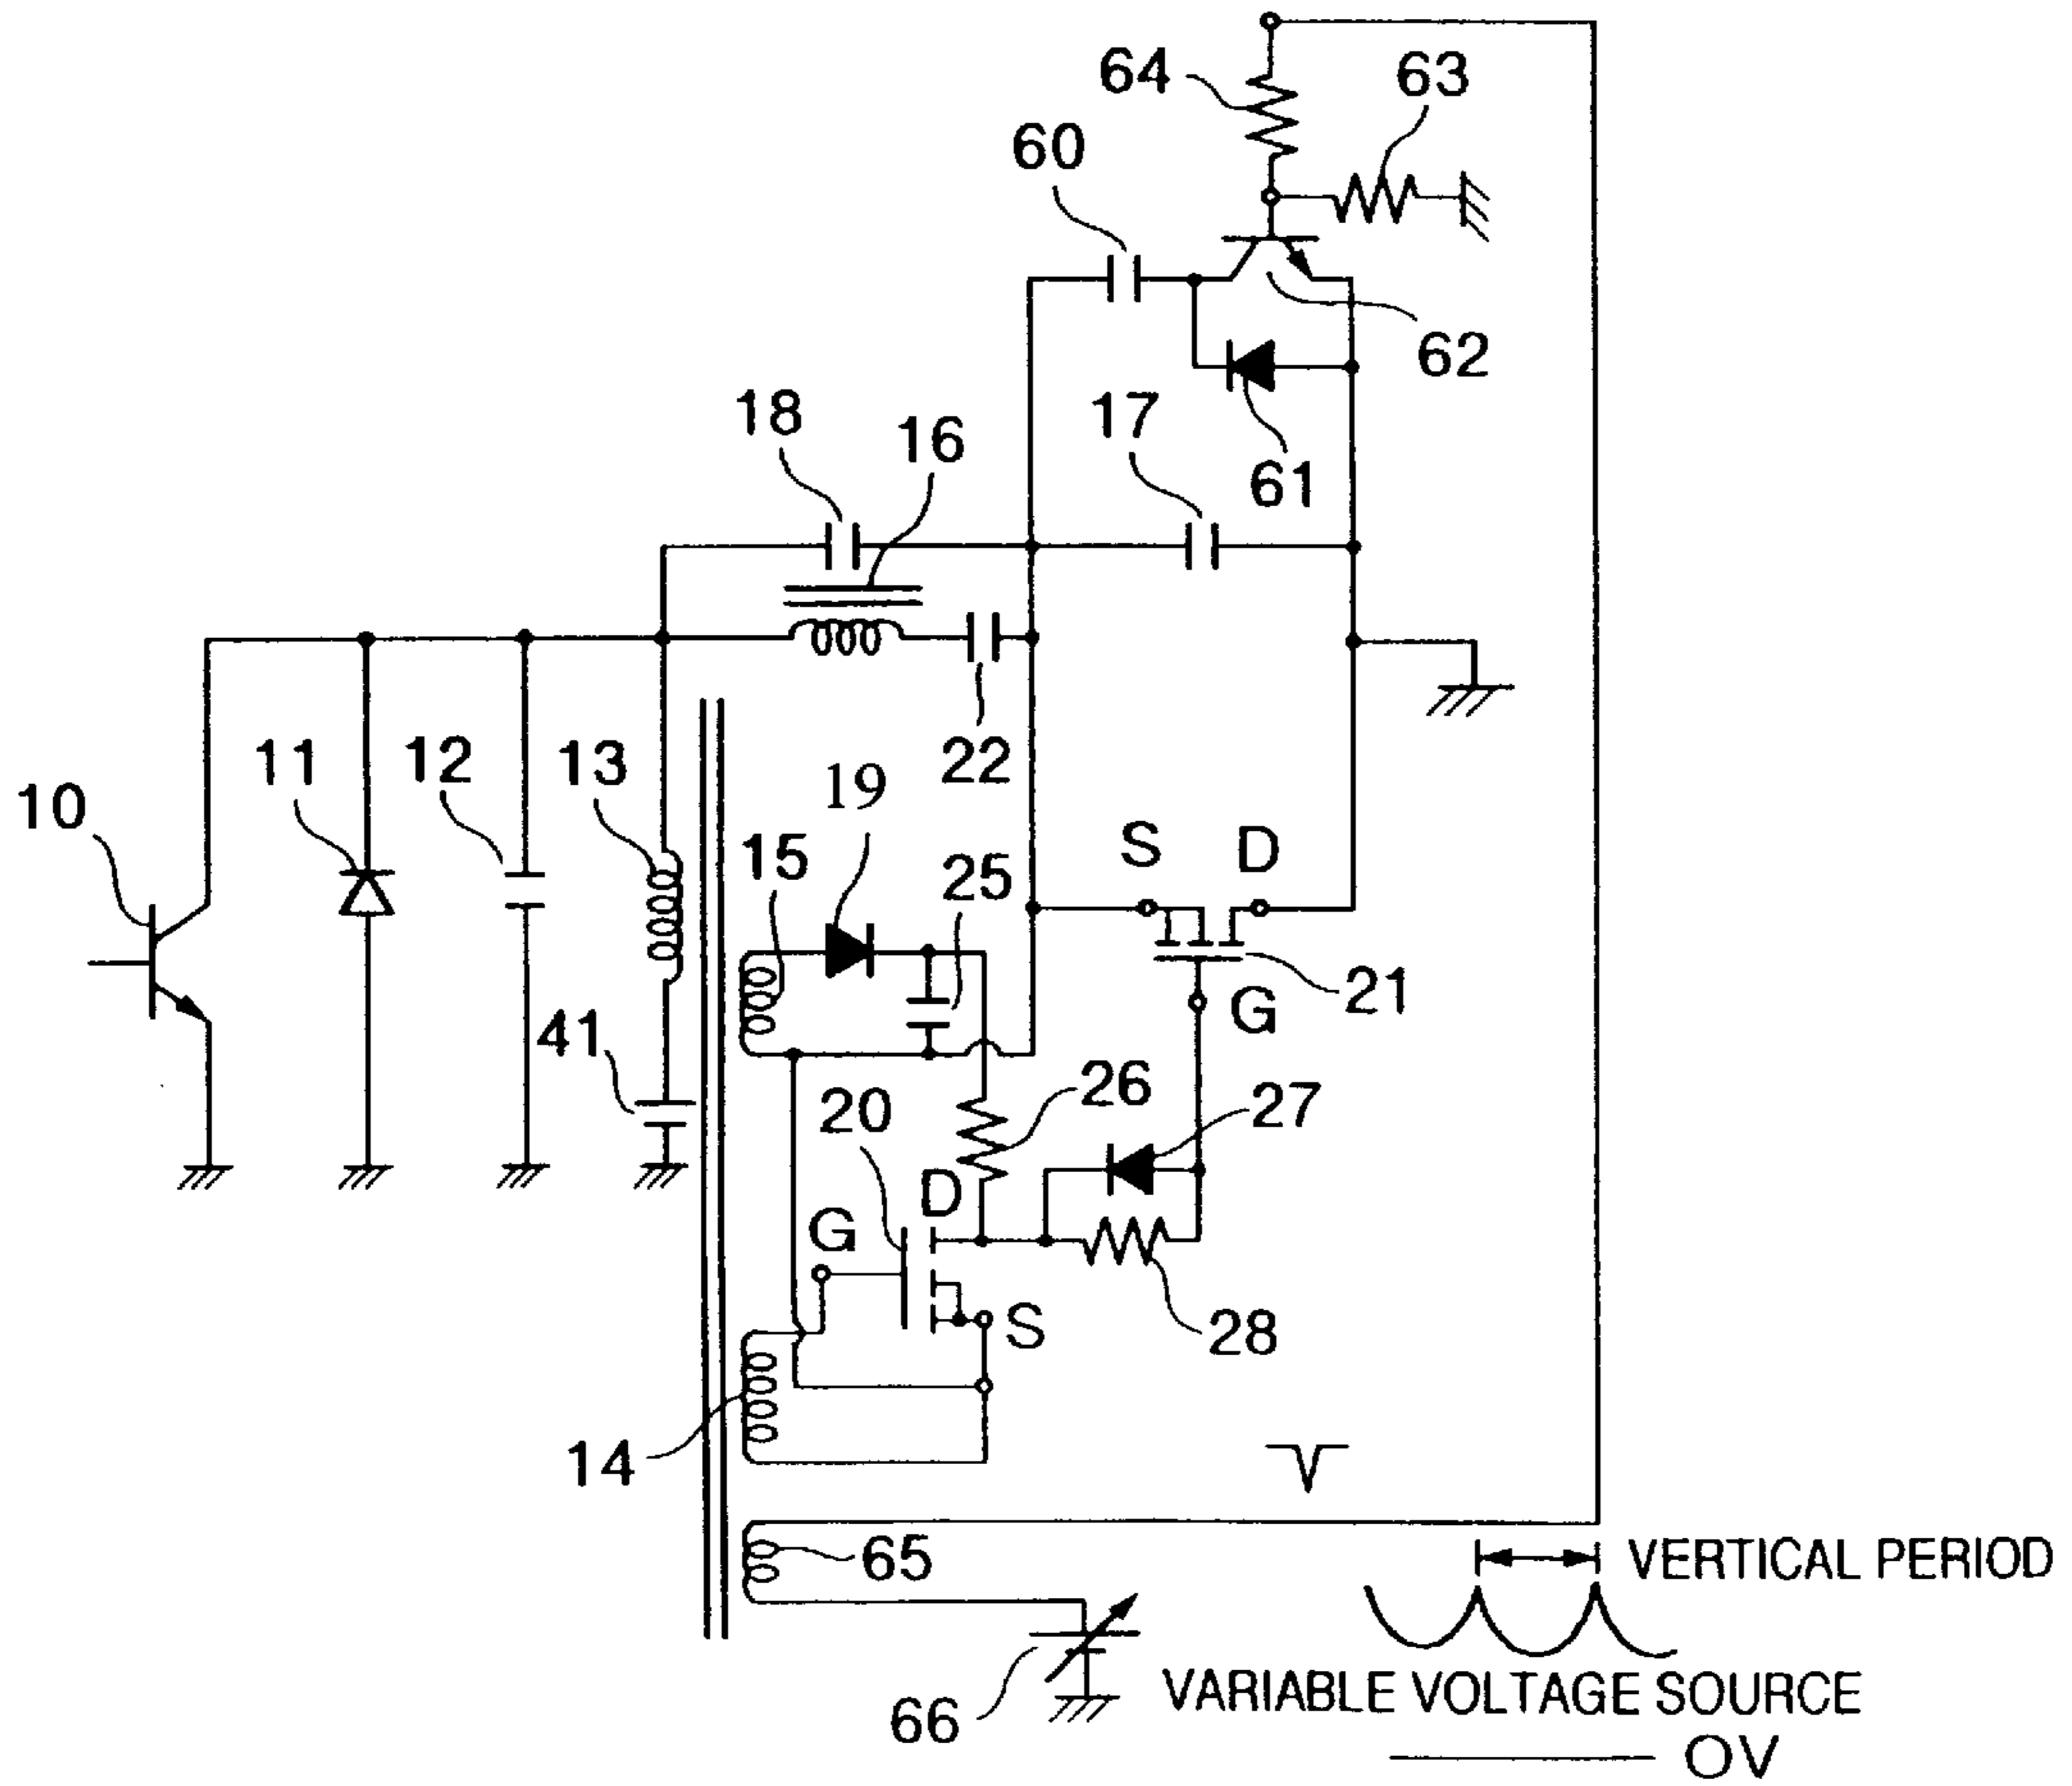 64
63
60
62
18
16
17
61
22
10
11
12
13
19
15
25
S
D
21
G
41
20
26
27
D
G
S
28
14
65
VERTICAL PERIOD
66
VARIABLE VOLTAGE SOURCE
OV